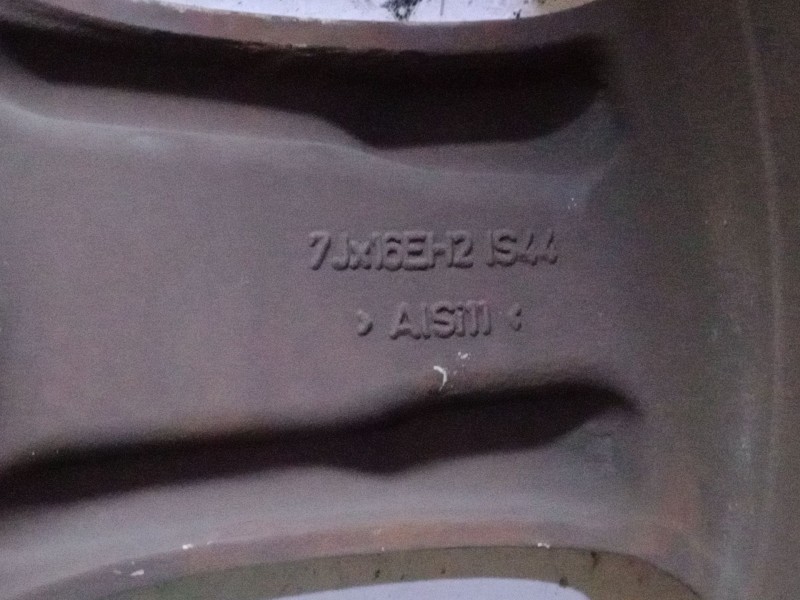 7Jx16EH2 IS44
> AlSi11 <